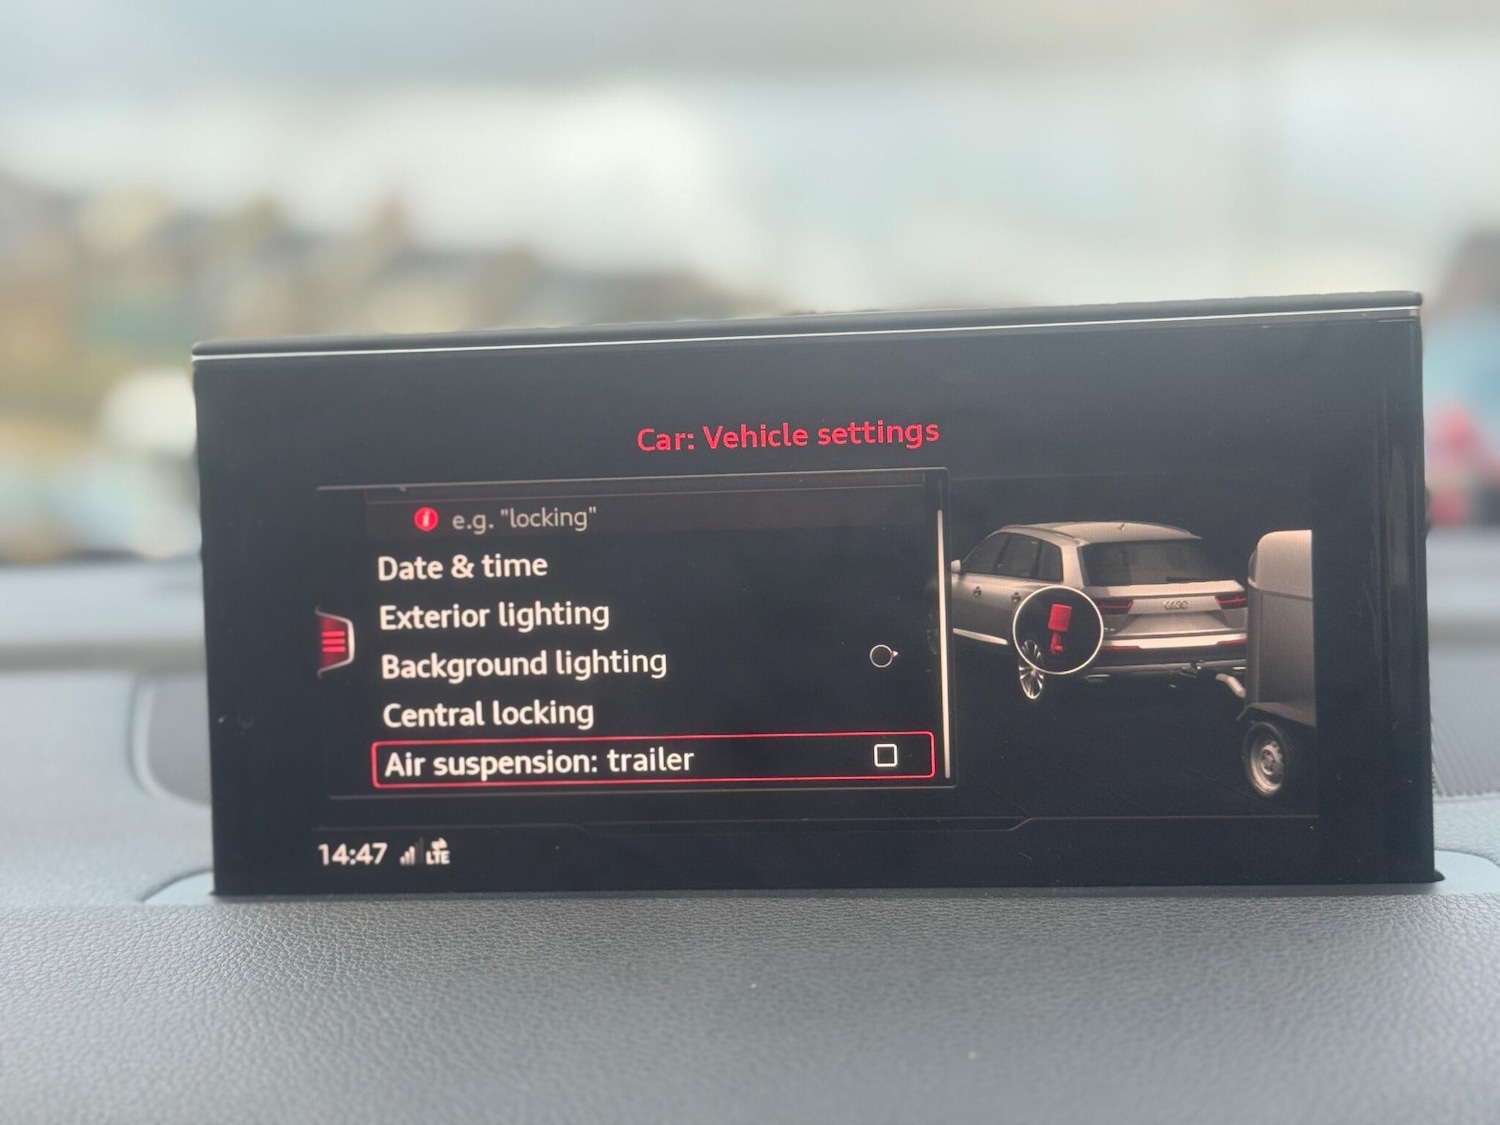 Car: Vehicle settings
e.g. "locking"
Date & time
Exterior lighting
Background lighting
Central locking
Air suspension: trailer
14:47 LTE